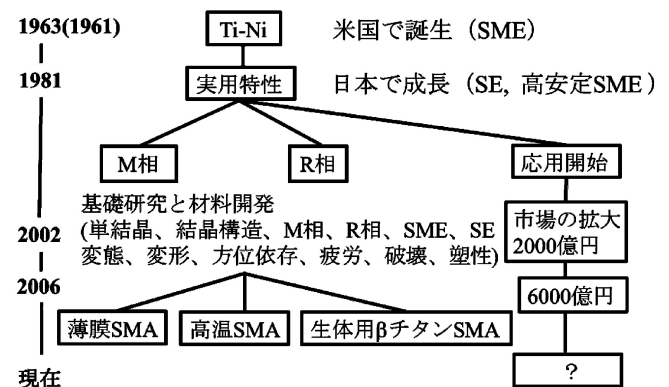 1963(1961)
Ti-Ni
米国で誕生（SME）
1981
実用特性
日本で成長（SE, 高安定SME）
M相
R相
応用開始
基礎研究と材料開発
(単結晶、結晶構造、M相、R相、SME、SE
変態、変形、方位依存、疲労、破壊、塑性)
市場の拡大
2000億円
2002
2006
6000億円
薄膜SMA
高温SMA
生体用βチタンSMA
現在
？